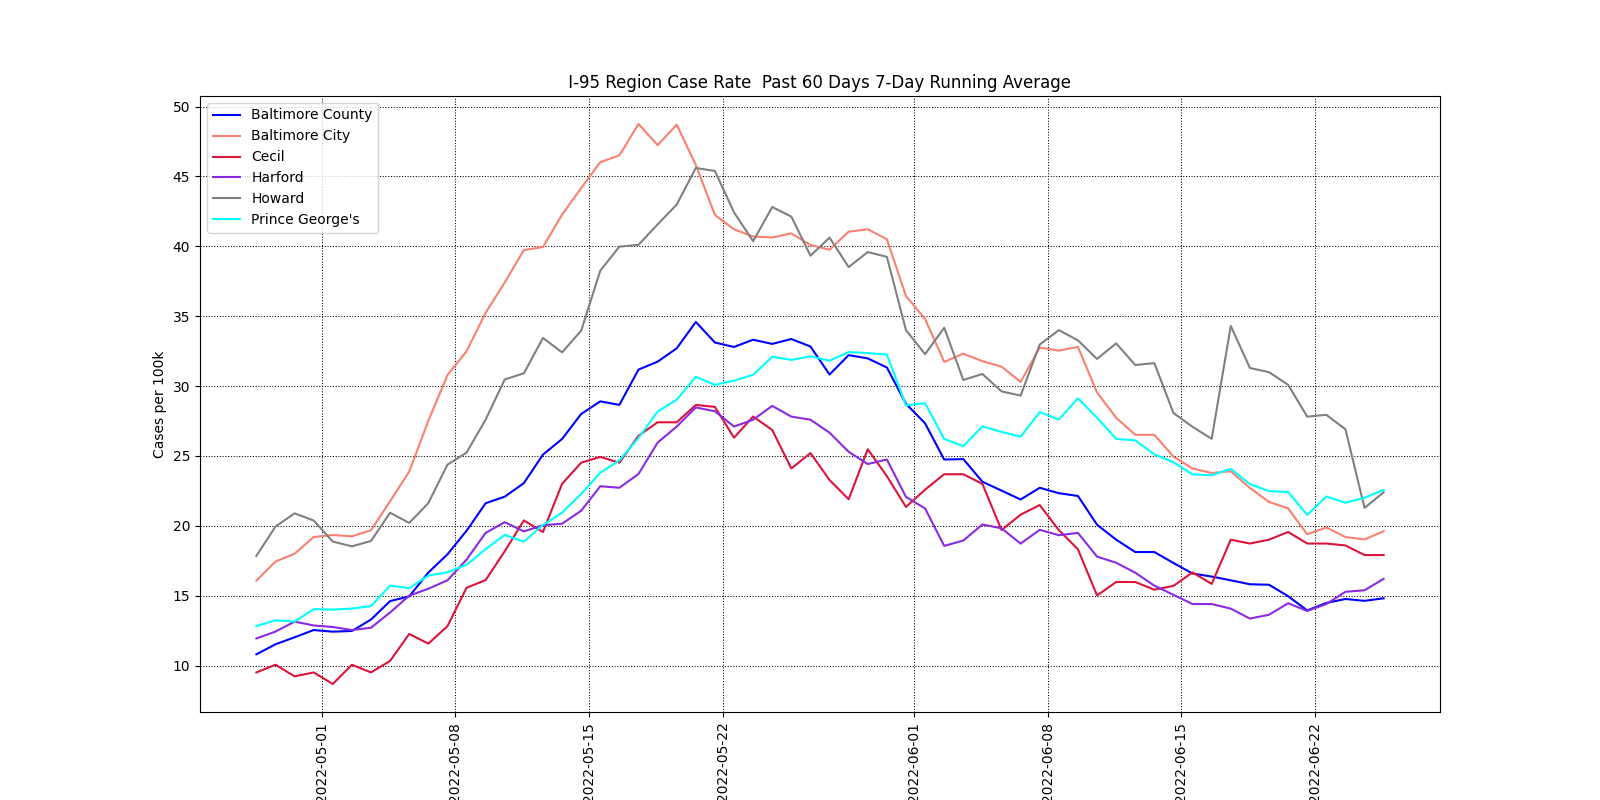 I-95 Region Case Rate  Past 60 Days 7-Day Running Average
Baltimore County
Baltimore City
Cecil
Harford
Howard
Prince George's
Cases per 100k
50
45
40
35
30
25
20
15
10
2022-05-01
2022-05-08
2022-05-15
2022-05-22
2022-06-01
2022-06-08
2022-06-15
2022-06-22